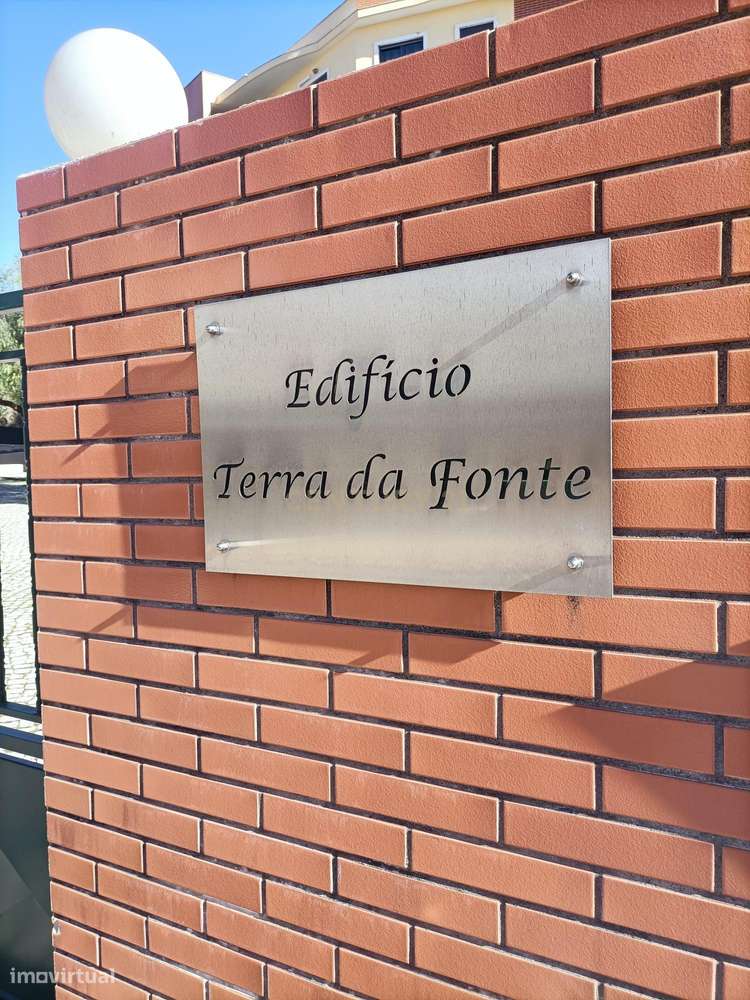 Edifício
Terra da Fonte
imovirtual